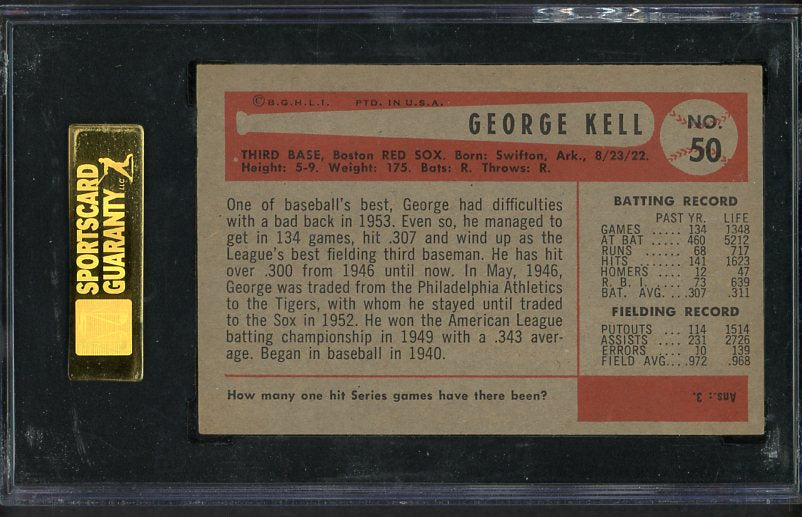 SPORTSCARD
GUARANTY LLC
© B.G.H.L.I. PTD. IN U.S.A.
GEORGE KELL
NO.
50
THIRD BASE, Boston RED SOX. Born: Swifton, Ark., 8/23/22.
Height: 5-9. Weight: 175. Bats: R. Throws: R.
One of baseball's best, George had difficulties
with a bad back in 1953. Even so, he managed to
get in 134 games, hit .307 and wind up as the
League's best fielding third baseman. He has hit
over .300 from 1946 until now. In May, 1946,
George was traded from the Philadelphia Athletics
to the Tigers, with whom he stayed until traded
to the Sox in 1952. He won the American League
batting championship in 1949 with a .343 aver-
age. Began in baseball in 1940.
BATTING RECORD
PAST YR. LIFE
GAMES ..... 134 1348
AT BAT ..... 460 5212
RUNS ..... 68 717
HITS ..... 141 1623
HOMERS .... 12 47
R. B. I. ..... 73 639
BAT. AVG. ...307 .311
FIELDING RECORD
PUTOUTS ... 114 1514
ASSISTS .... 231 2726
ERRORS .... 10 139
FIELD AVG....972 .968
How many one hit Series games have there been?
Ans.: 3.